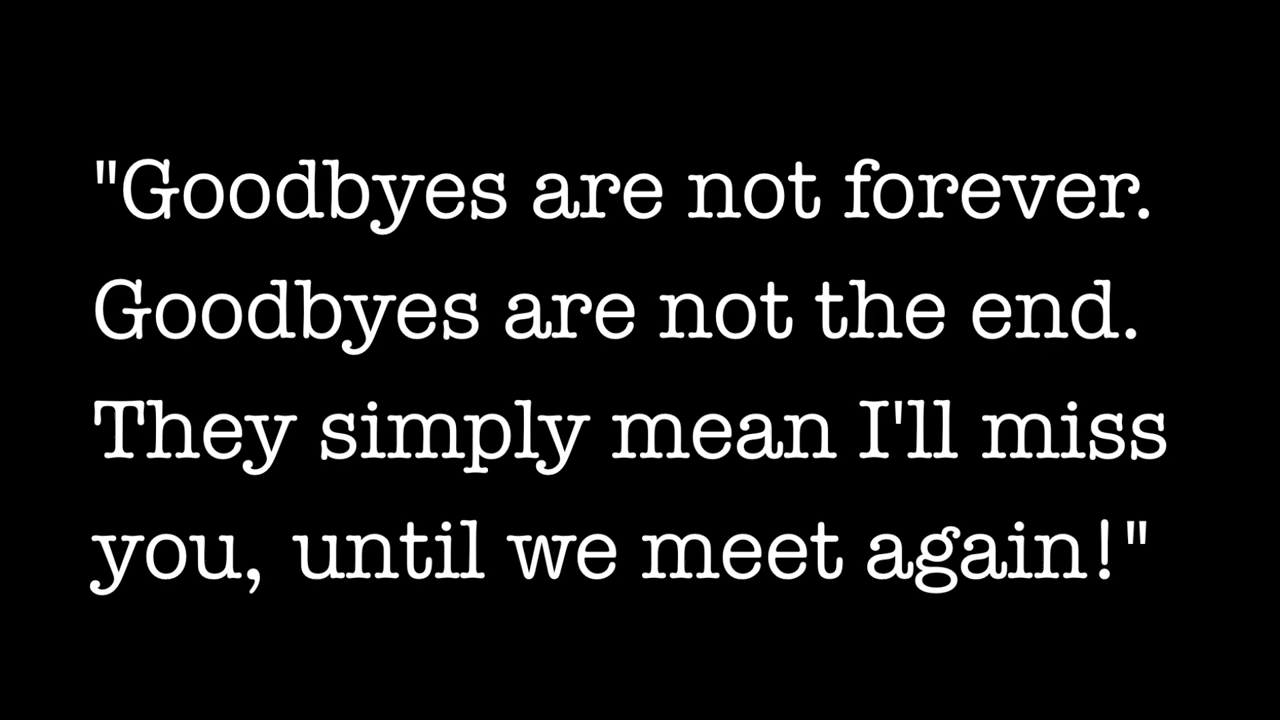 "Goodbyes are not forever.
Goodbyes are not the end.
They simply mean I'll miss
you, until we meet again!"